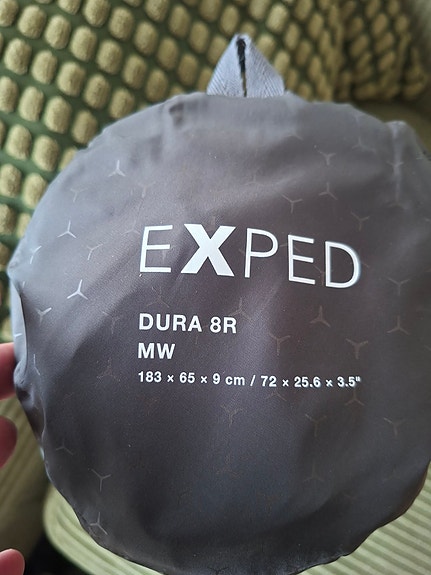 EXPED
DURA 8R
MW
183 × 65 × 9 cm / 72 × 25.6 × 3.5"